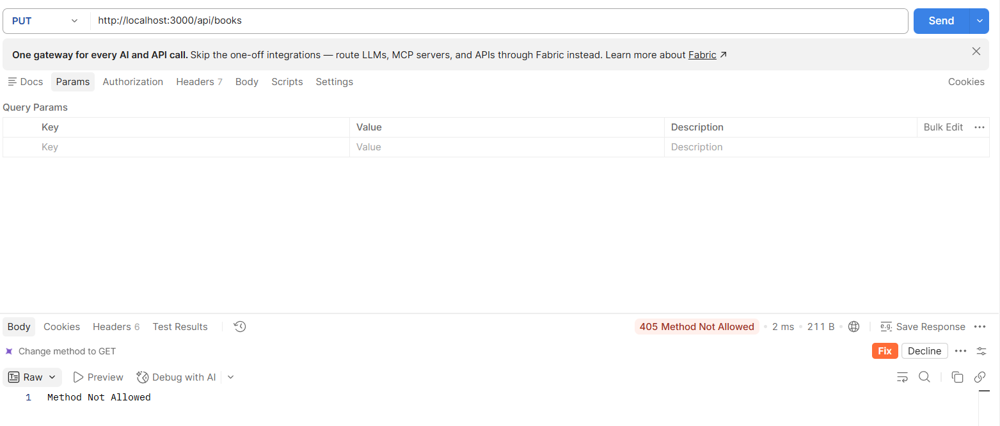 PUT http://localhost:3000/api/books Send
One gateway for every AI and API call. Skip the one-off integrations — route LLMs, MCP servers, and APIs through Fabric instead. Learn more about Fabric ↗
Docs Params Authorization Headers 7 Body Scripts Settings Cookies
Query Params
Key Value Description Bulk Edit ···
Key Value Description
Body Cookies Headers 6 Test Results 405 Method Not Allowed • 2 ms • 211 B • e.g. Save Response ···
Change method to GET Fix Decline ···
Raw Preview Debug with AI
1 Method Not Allowed